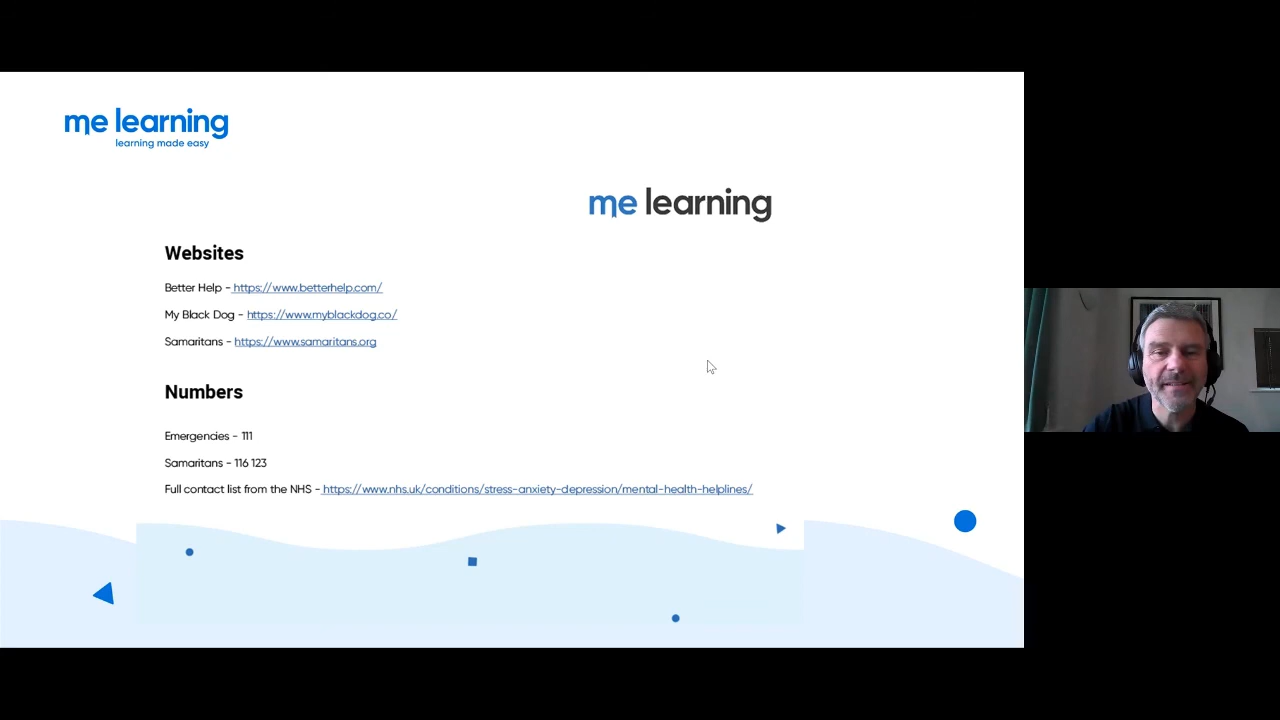 me learning
learning made easy
me learning
Websites
Better Help - https://www.betterhelp.com/
My Black Dog - https://www.myblackdog.co/
Samaritans - https://www.samaritans.org
Numbers
Emergencies - 111
Samaritans - 116 123
Full contact list from the NHS - https://www.nhs.uk/conditions/stress-anxiety-depression/mental-health-helplines/